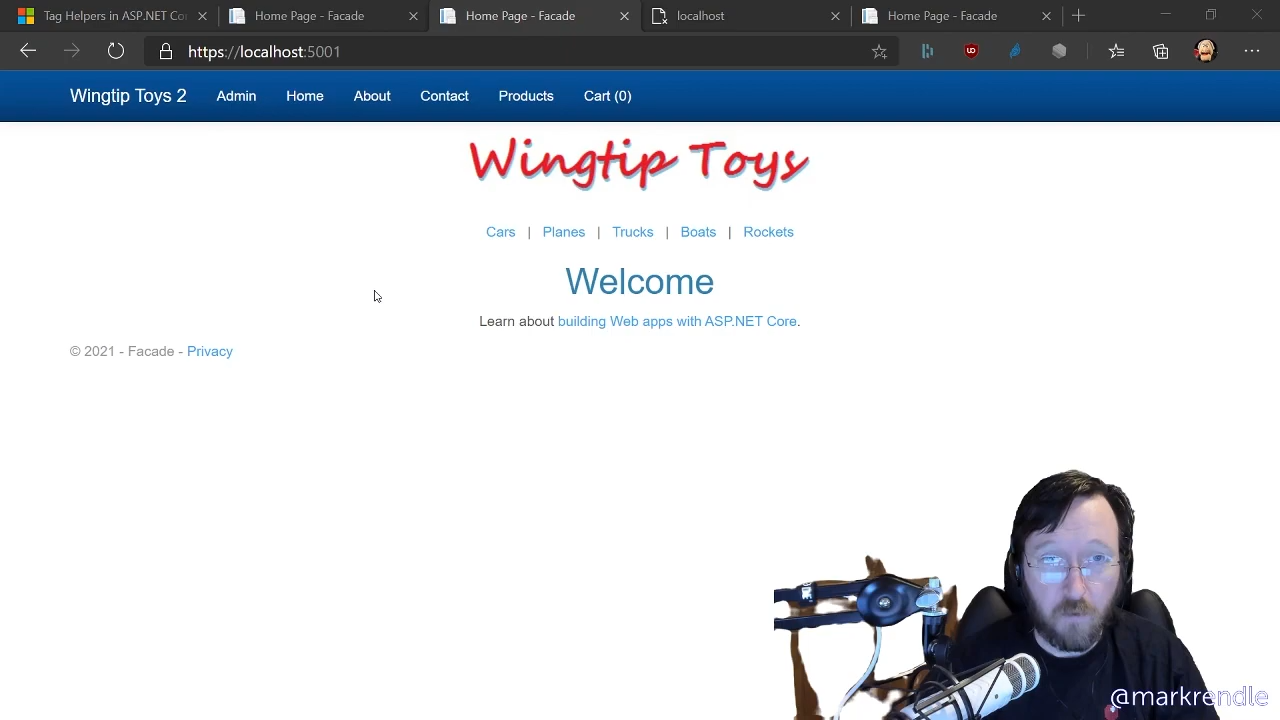 Tag Helpers in ASP.NET Co
Home Page - Facade
Home Page - Facade
localhost
Home Page - Facade
https://localhost:5001
Wingtip Toys 2 Admin Home About Contact Products Cart (0)
Wingtip Toys
Cars | Planes | Trucks | Boats | Rockets
Welcome
Learn about building Web apps with ASP.NET Core.
© 2021 - Facade - Privacy
@markrendle